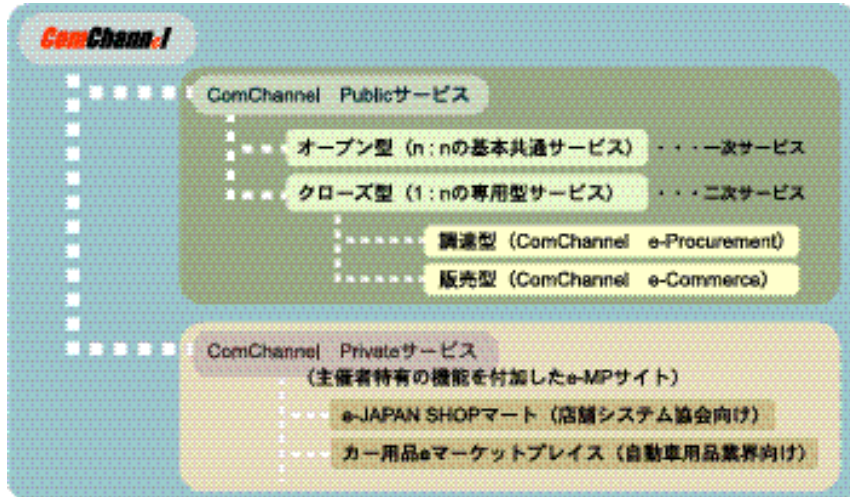 ComChannel
ComChannel Publicサービス
オープン型（n：nの基本共通サービス）・・・一次サービス
クローズ型（1：nの専用型サービス）・・・二次サービス
調達型（ComChannel e-Procurement）
販売型（ComChannel e-Commerce）
ComChannel Privateサービス
（主催者特有の機能を付加したe-MPサイト）
e-JAPAN SHOPマート（店舗システム協会向け）
カー用品eマーケットプレイス（自動車用品業界向け）